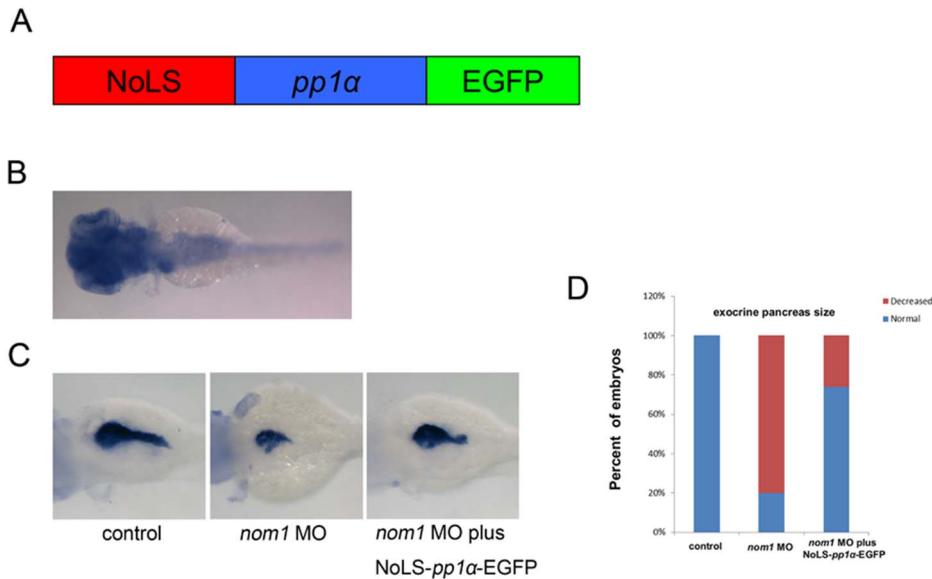 A
NoLS pp1α EGFP
B
C
control
nom1 MO
nom1 MO plus
NoLS-pp1α-EGFP
D
exocrine pancreas size
Decreased
Normal
Percent of embryos
120%
100%
80%
60%
40%
20%
0%
control
nom1 MO
nom1 MO plus
NoLS-pp1α-EGFP